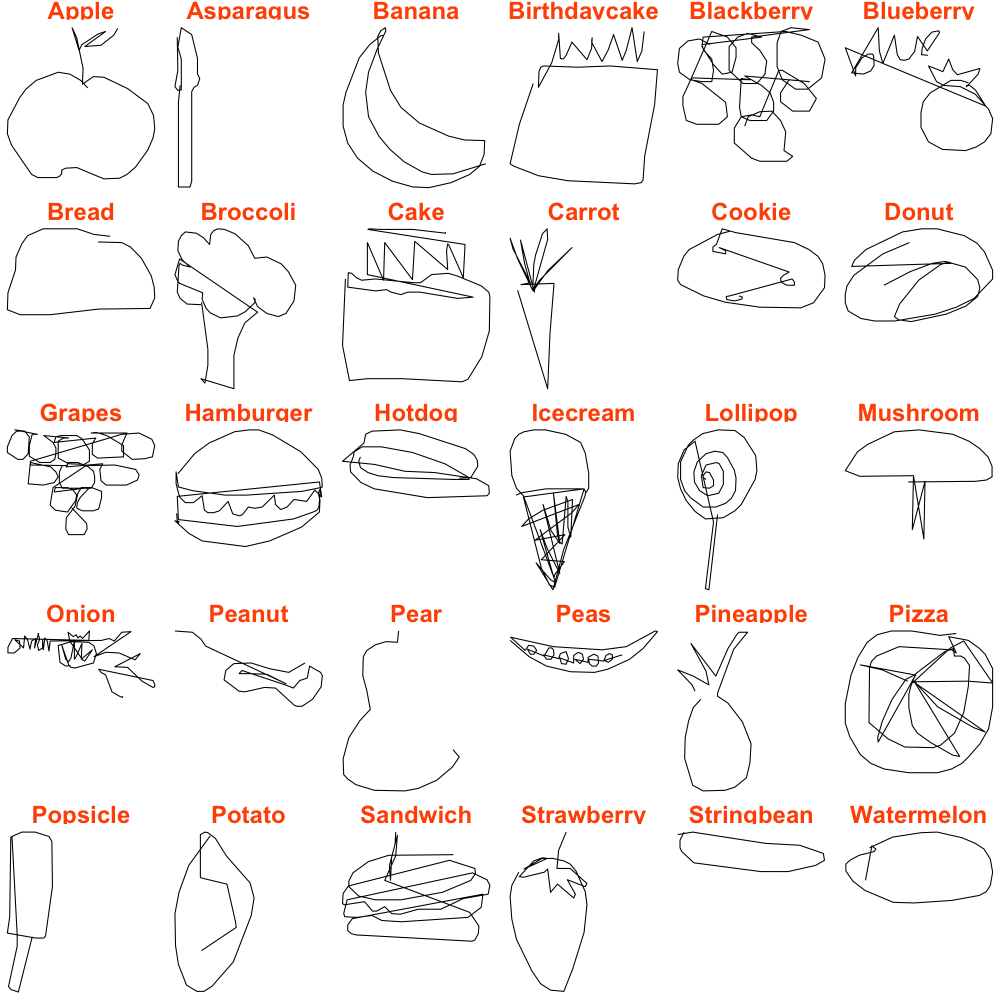 Apple Asparagus Banana Birthdaycake Blackberry Blueberry
Bread Broccoli Cake Carrot Cookie Donut
Grapes Hamburger Hotdog Icecream Lollipop Mushroom
Onion Peanut Pear Peas Pineapple Pizza
Popsicle Potato Sandwich Strawberry Stringbean Watermelon